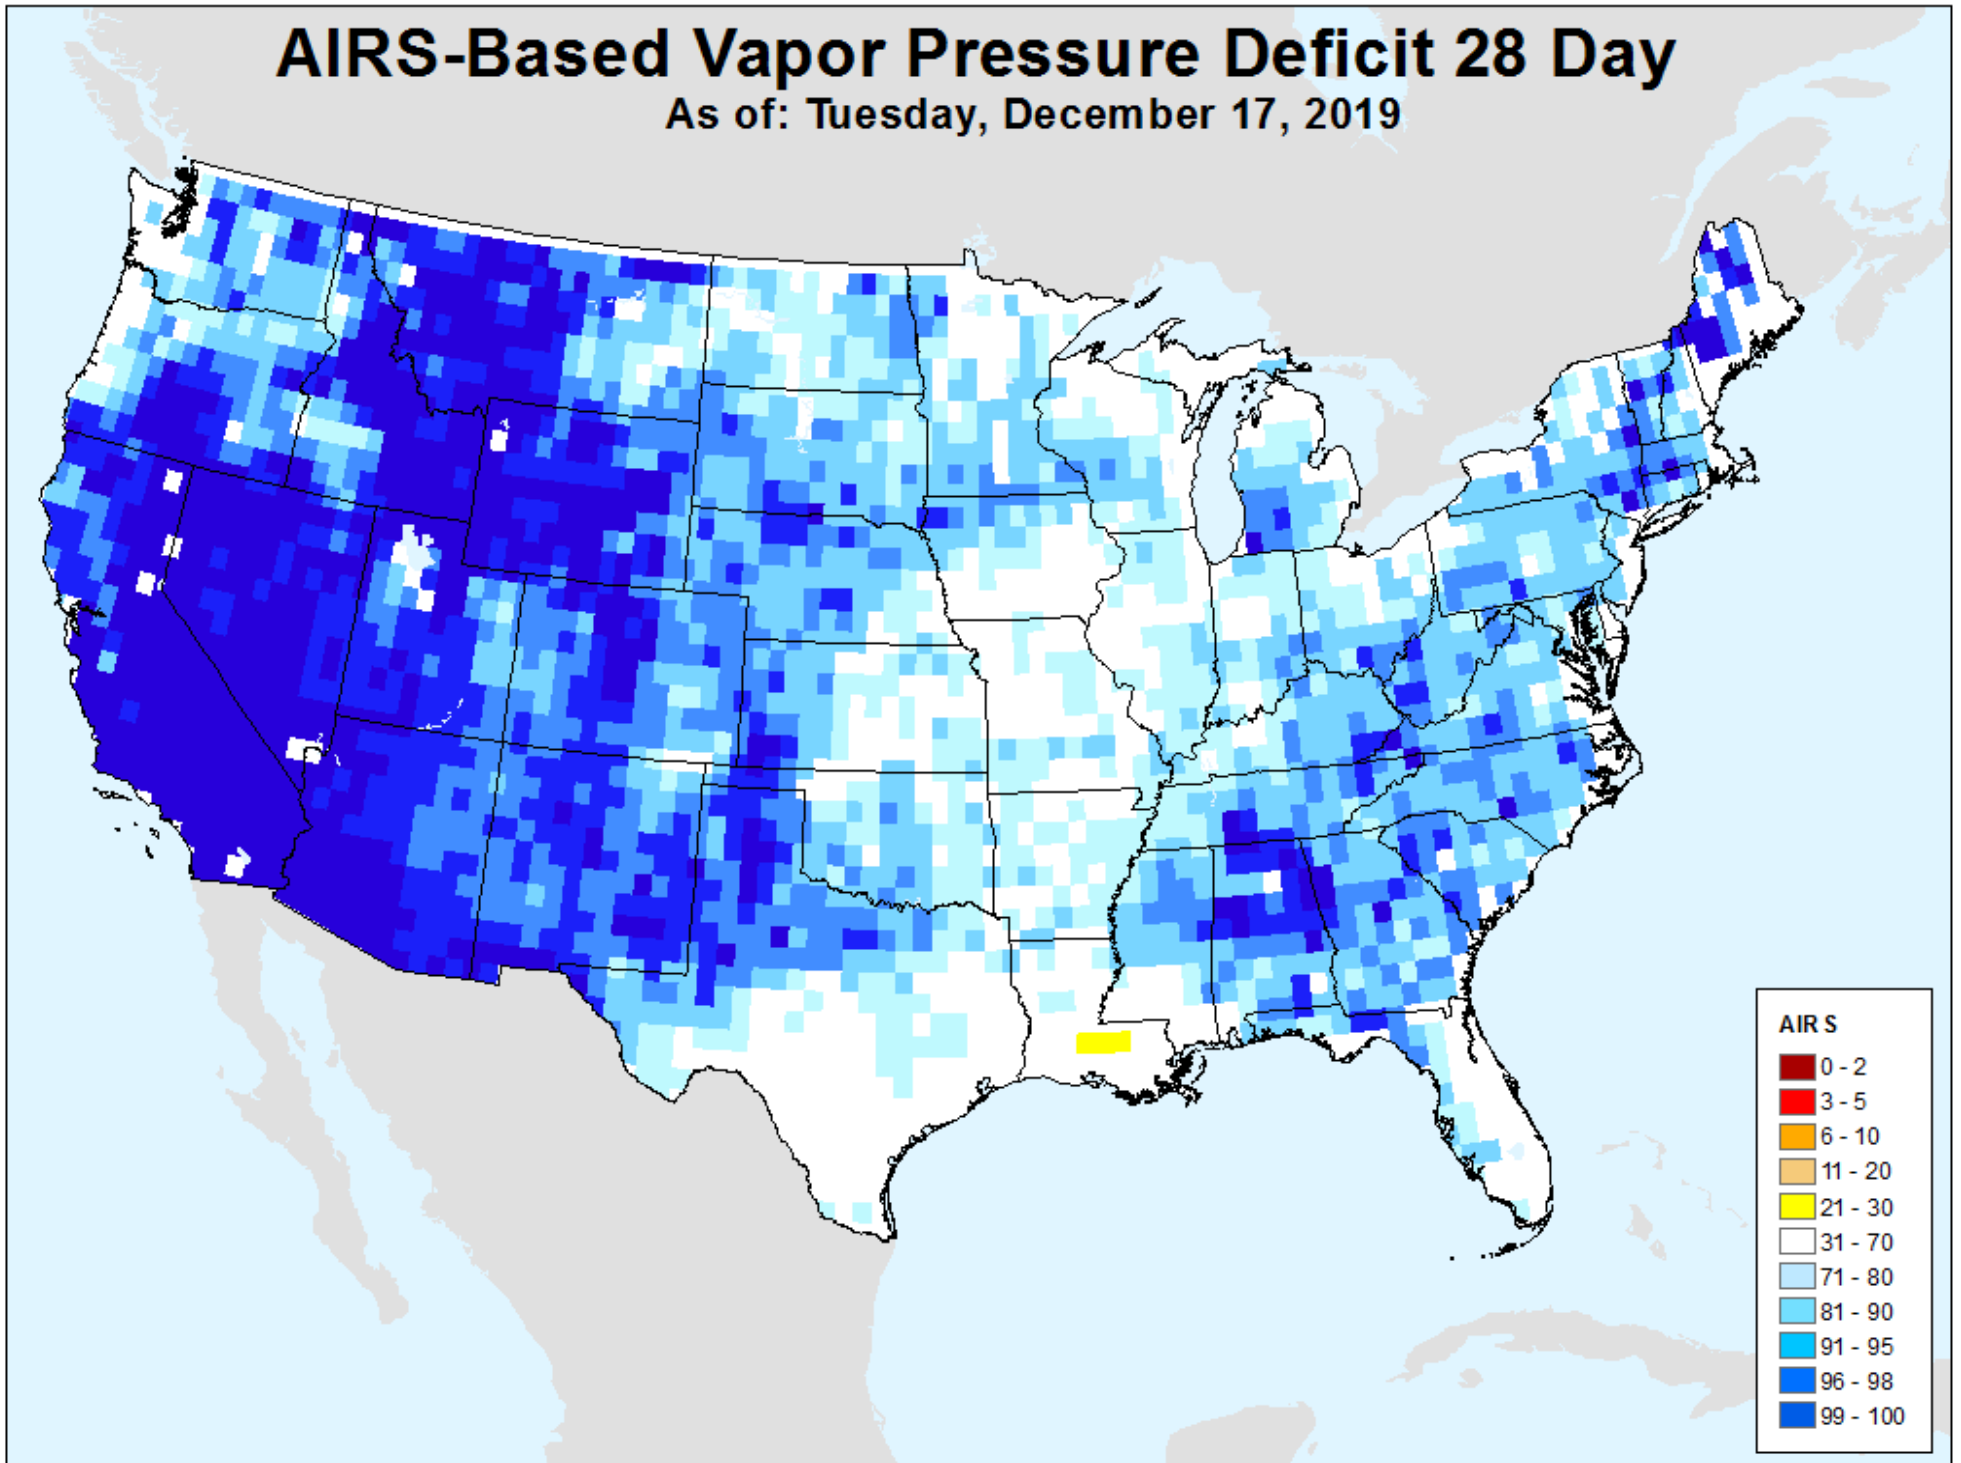 AIRS-Based Vapor Pressure Deficit 28 Day
As of: Tuesday, December 17, 2019
AIRS
0 - 2
3 - 5
6 - 10
11 - 20
21 - 30
31 - 70
71 - 80
81 - 90
91 - 95
96 - 98
99 - 100